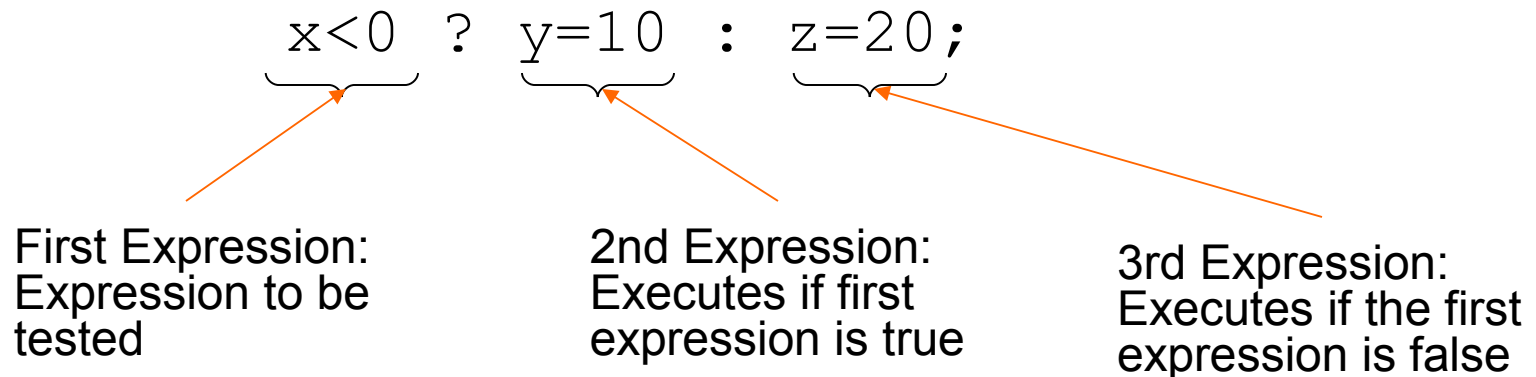 x<0 ? y=10 : z=20;
First Expression:
Expression to be
tested
2nd Expression:
Executes if first
expression is true
3rd Expression:
Executes if the first
expression is false